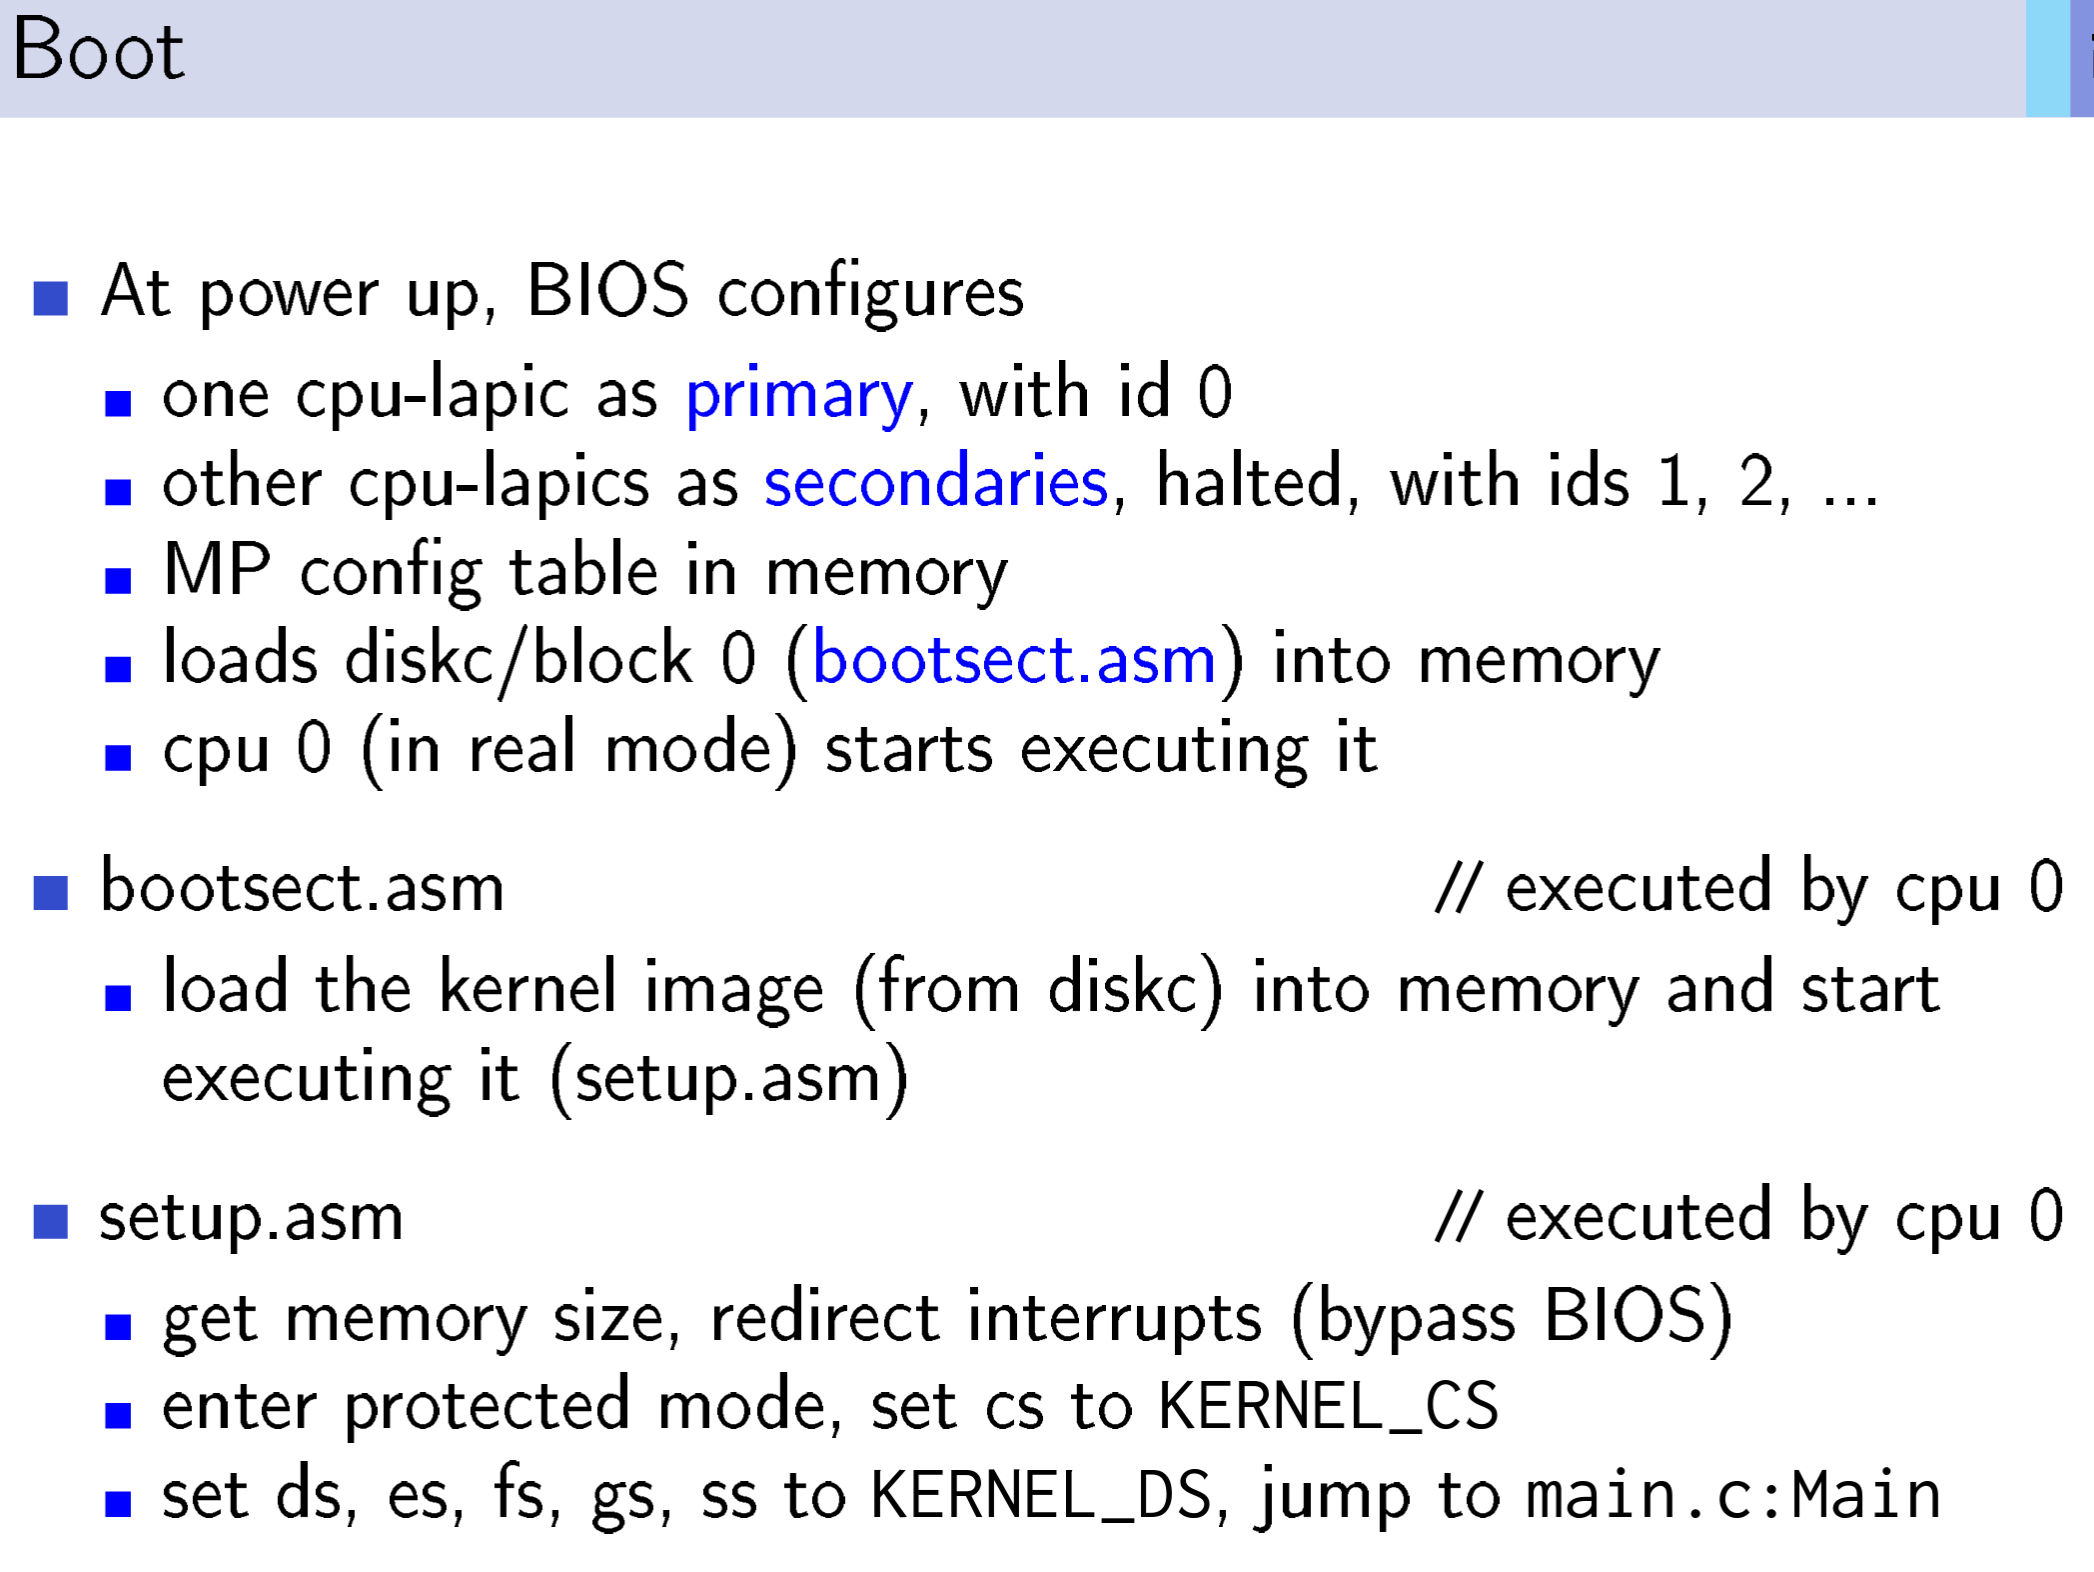 Boot
At power up, BIOS configures
one cpu-lapic as primary, with id 0
other cpu-lapics as secondaries, halted, with ids 1, 2, ...
MP config table in memory
loads diskc/block 0 (bootsect.asm) into memory
cpu 0 (in real mode) starts executing it
bootsect.asm // executed by cpu 0
load the kernel image (from diskc) into memory and start
executing it (setup.asm)
setup.asm // executed by cpu 0
get memory size, redirect interrupts (bypass BIOS)
enter protected mode, set cs to KERNEL_CS
set ds, es, fs, gs, ss to KERNEL_DS, jump to main.c:Main